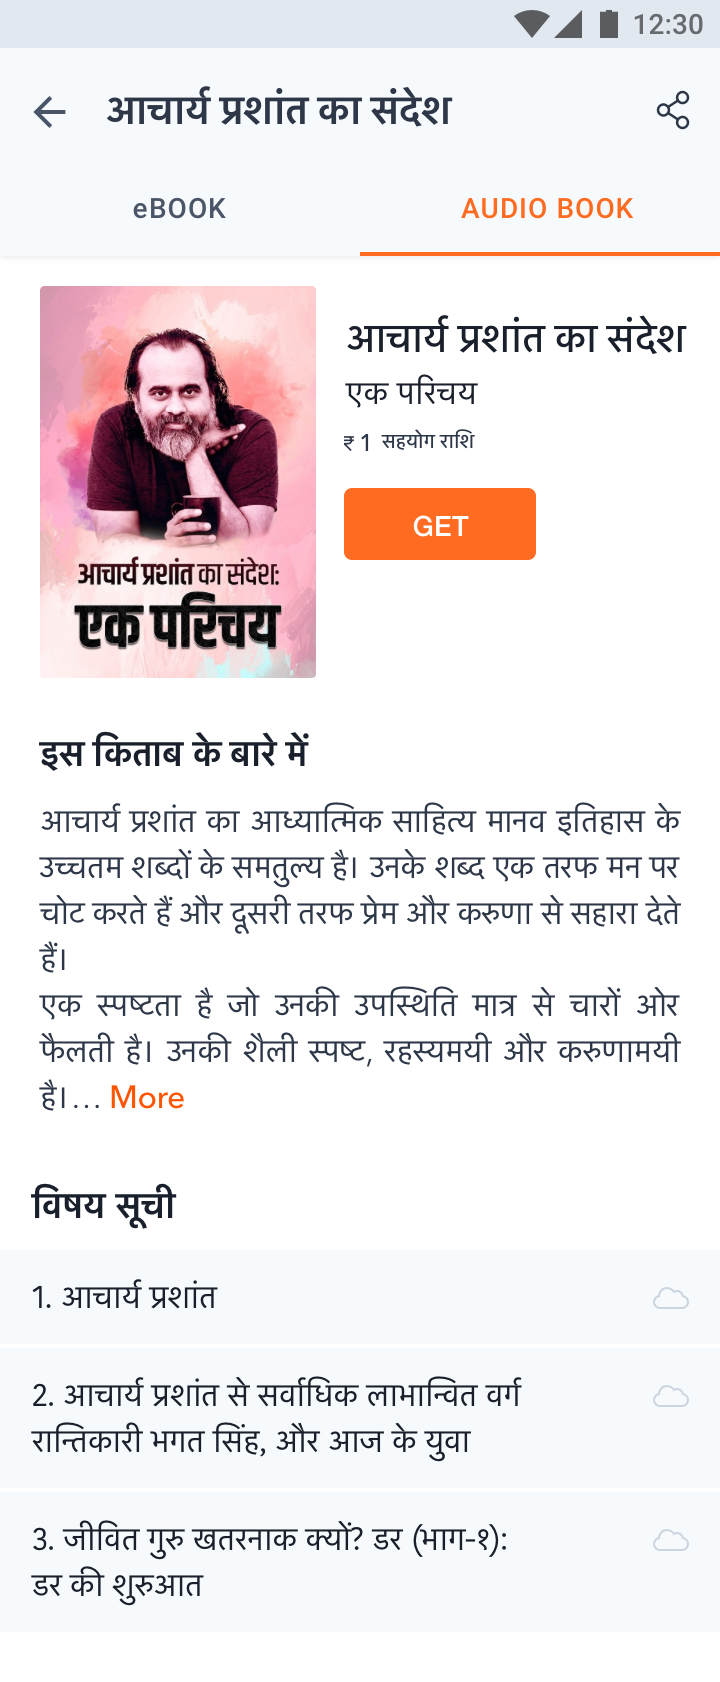 12:30
आचार्य प्रशांत का संदेश
eBOOK
AUDIO BOOK
आचार्य प्रशांत का संदेश:
एक परिचय
आचार्य प्रशांत का संदेश
एक परिचय
₹ 1 सहयोग राशि
GET
इस किताब के बारे में
आचार्य प्रशांत का आध्यात्मिक साहित्य मानव इतिहास के
उच्चतम शब्दों के समतुल्य है। उनके शब्द एक तरफ मन पर
चोट करते हैं और दूसरी तरफ प्रेम और करुणा से सहारा देते
हैं।
एक स्पष्टता है जो उनकी उपस्थिति मात्र से चारों ओर
फैलती है। उनकी शैली स्पष्ट, रहस्यमयी और करुणामयी
है।... More
विषय सूची
1. आचार्य प्रशांत
2. आचार्य प्रशांत से सर्वाधिक लाभान्वित वर्ग
रान्तिकारी भगत सिंह, और आज के युवा
3. जीवित गुरु खतरनाक क्यों? डर (भाग-१):
डर की शुरुआत